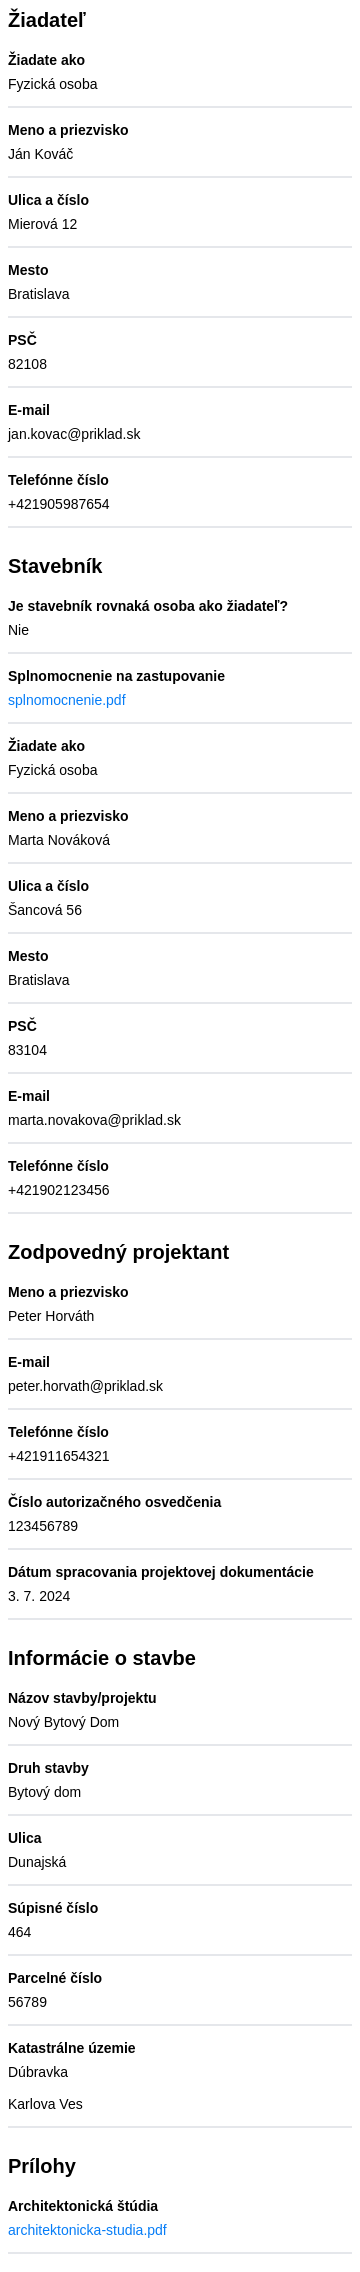 Žiadateľ
Žiadate ako
Fyzická osoba
Meno a priezvisko
Ján Kováč
Ulica a číslo
Mierová 12
Mesto
Bratislava
PSČ
82108
E-mail
jan.kovac@priklad.sk
Telefónne číslo
+421905987654
Stavebník
Je stavebník rovnaká osoba ako žiadateľ?
Nie
Splnomocnenie na zastupovanie
splnomocnenie.pdf
Žiadate ako
Fyzická osoba
Meno a priezvisko
Marta Nováková
Ulica a číslo
Šancová 56
Mesto
Bratislava
PSČ
83104
E-mail
marta.novakova@priklad.sk
Telefónne číslo
+421902123456
Zodpovedný projektant
Meno a priezvisko
Peter Horváth
E-mail
peter.horvath@priklad.sk
Telefónne číslo
+421911654321
Číslo autorizačného osvedčenia
123456789
Dátum spracovania projektovej dokumentácie
3. 7. 2024
Informácie o stavbe
Názov stavby/projektu
Nový Bytový Dom
Druh stavby
Bytový dom
Ulica
Dunajská
Súpisné číslo
464
Parcelné číslo
56789
Katastrálne územie
Dúbravka
Karlova Ves
Prílohy
Architektonická štúdia
architektonicka-studia.pdf